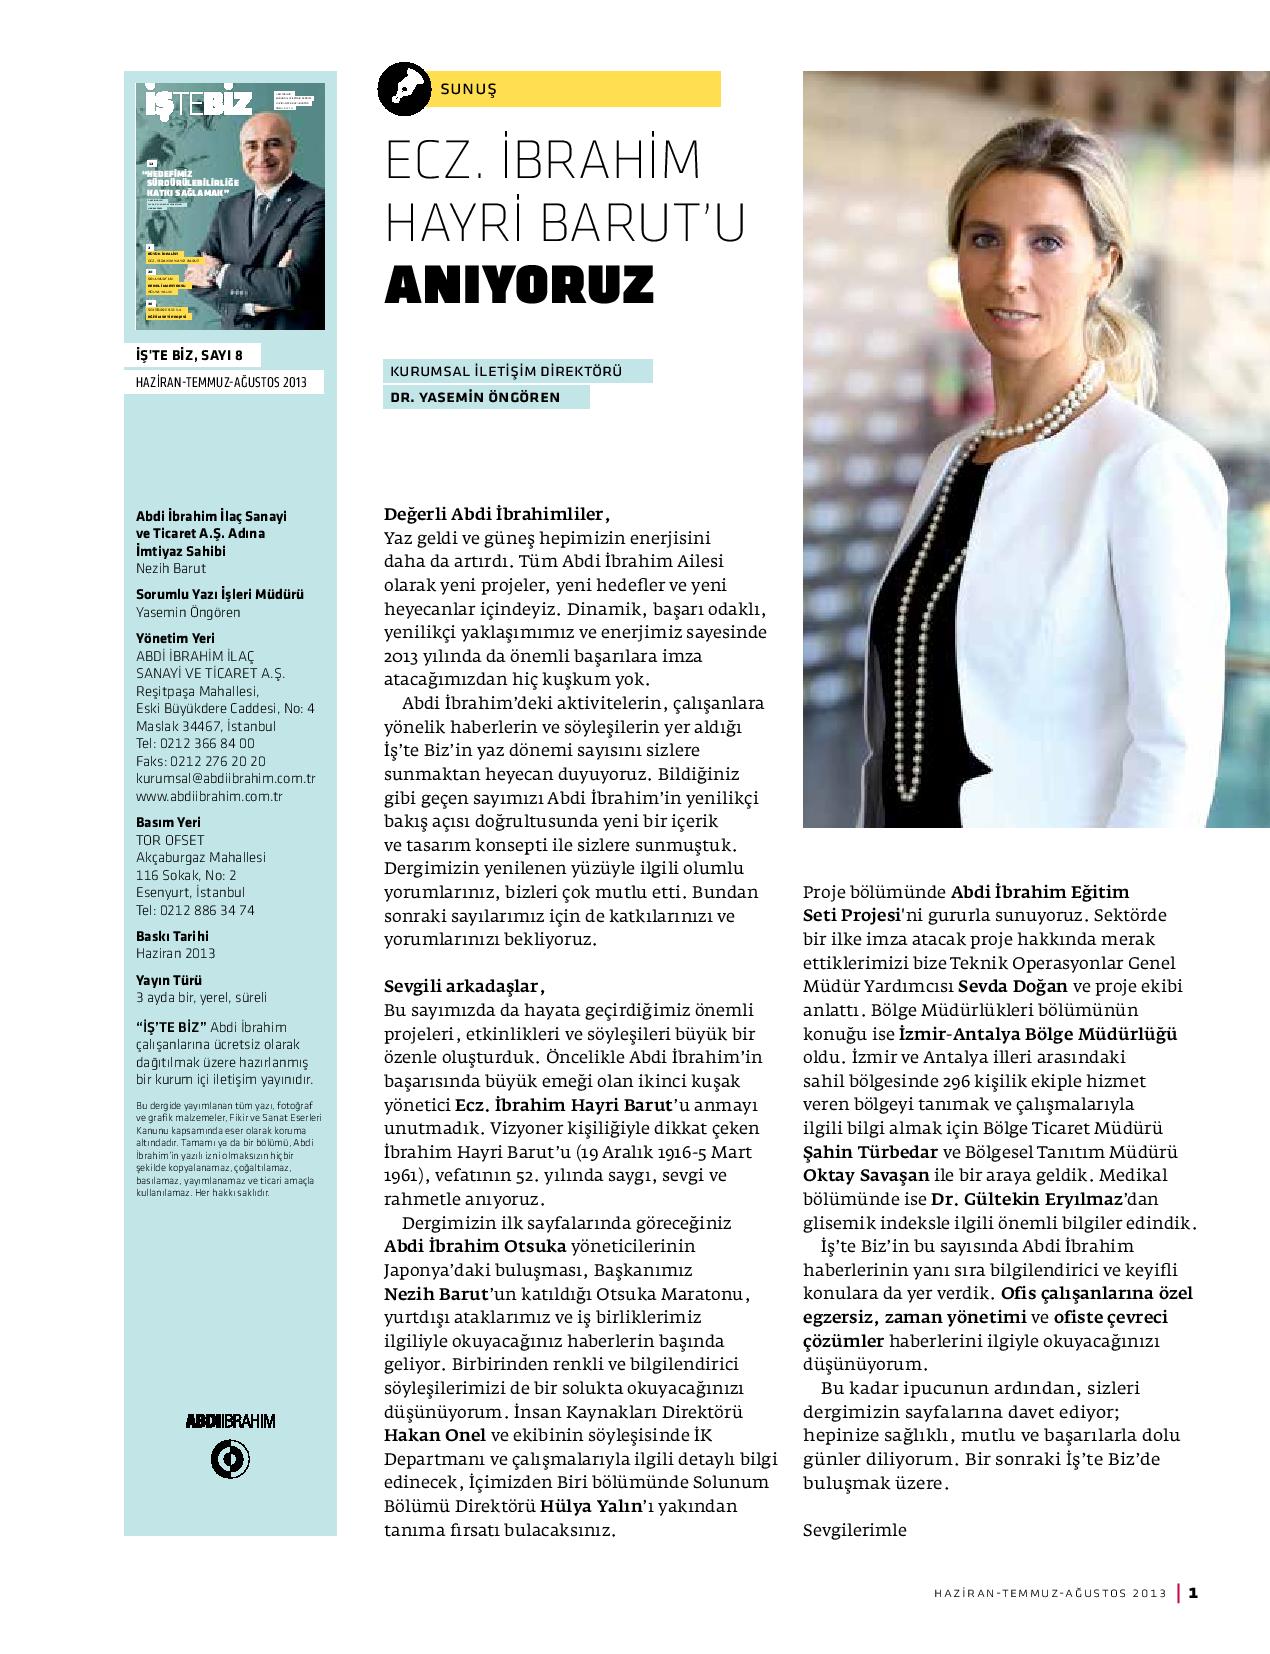 İŞTEBİZ
"HEDEFİMİZ
SÜRDÜRÜLEBİLİRLİĞE
KATKI SAĞLAMAK"
İŞ'TE BİZ, SAYI 8
HAZİRAN-TEMMUZ-AĞUSTOS 2013
Abdi İbrahim İlaç Sanayi
ve Ticaret A.Ş. Adına
İmtiyaz Sahibi
Nezih Barut
Sorumlu Yazı İşleri Müdürü
Yasemin Öngören
Yönetim Yeri
ABDİ İBRAHİM İLAÇ
SANAYİ VE TİCARET A.Ş.
Reşitpaşa Mahallesi,
Eski Büyükdere Caddesi, No: 4
Maslak 34467, İstanbul
Tel: 0212 366 84 00
Faks: 0212 276 20 20
kurumsal@abdiibrahim.com.tr
www.abdiibrahim.com.tr
Basım Yeri
TOR OFSET
Akçaburgaz Mahallesi
116 Sokak, No: 2
Esenyurt, İstanbul
Tel: 0212 886 34 74
Baskı Tarihi
Haziran 2013
Yayın Türü
3 ayda bir, yerel, süreli
“İŞ’TE BİZ” Abdi İbrahim
çalışanlarına ücretsiz olarak
dağıtılmak üzere hazırlanmış
bir kurum içi iletişim yayınıdır.
Bu dergide yayımlanan tüm yazı, fotoğraf
ve grafik malzemeler, Fikir ve Sanat Eserleri
Kanunu kapsamında eser olarak koruma
altındadır. Tamamı ya da bir bölümü, Abdi
İbrahim’in yazılı izni olmaksızın hiçbir
şekilde kopyalanamaz, çoğaltılamaz,
basılamaz, yayımlanamaz ve ticari amaçla
kullanılamaz. Her hakkı saklıdır.
ABDİİBRAHİM
SUNUŞ
ECZ. İBRAHİM
HAYRİ BARUT’U
ANIYORUZ
KURUMSAL İLETİŞİM DİREKTÖRÜ
DR. YASEMİN ÖNGÖREN
Değerli Abdi İbrahimliler,
Yaz geldi ve güneş hepimizin enerjisini
daha da artırdı. Tüm Abdi İbrahim Ailesi
olarak yeni projeler, yeni hedefler ve yeni
heyecanlar içindeyiz. Dinamik, başarı odaklı,
yenilikçi yaklaşımımız ve enerjimiz sayesinde
2013 yılında da önemli başarılara imza
atacağımızdan hiç kuşkum yok.
Abdi İbrahim’deki aktivitelerin, çalışanlara
yönelik haberlerin ve söyleşilerin yer aldığı
İş’te Biz’in yaz dönemi sayısını sizlere
sunmaktan heyecan duyuyoruz. Bildiğiniz
gibi geçen sayımızı Abdi İbrahim’in yenilikçi
bakış açısı doğrultusunda yeni bir içerik
ve tasarım konsepti ile sizlere sunmuştuk.
Dergimizin yenilenen yüzüyle ilgili olumlu
yorumlarınız, bizleri çok mutlu etti. Bundan
sonraki sayılarımız için de katkılarınızı ve
yorumlarınızı bekliyoruz.
Sevgili arkadaşlar,
Bu sayımızda da hayata geçirdiğimiz önemli
projeleri, etkinlikleri ve söyleşileri büyük bir
özenle oluşturduk. Öncelikle Abdi İbrahim’in
başarısında büyük emeği olan ikinci kuşak
yönetici Ecz. İbrahim Hayri Barut’u anmayı
unutmadık. Vizyoner kişiliğiyle dikkat çeken
İbrahim Hayri Barut’u (19 Aralık 1916-5 Mart
1961), vefatının 52. yılında saygı, sevgi ve
rahmetle anıyoruz.
Dergimizin ilk sayfalarında göreceğiniz
Abdi İbrahim Otsuka yöneticilerinin
Japonya’daki buluşması, Başkanımız
Nezih Barut’un katıldığı Otsuka Maratonu,
yurtdışı ataklarımız ve iş birliklerimiz
ilgiliyle okuyacağınız haberlerin başında
geliyor. Birbirinden renkli ve bilgilendirici
söyleşilerimizi de bir solukta okuyacağınızı
düşünüyorum. İnsan Kaynakları Direktörü
Hakan Onel ve ekibinin söyleşisinde İK
Departmanı ve çalışmalarıyla ilgili detaylı bilgi
edinecek, İçimizden Biri bölümünde Solunum
Bölümü Direktörü Hülya Yalın’ı yakından
tanıma fırsatı bulacaksınız.
Proje bölümünde Abdi İbrahim Eğitim
Seti Projesi'ni gururla sunuyoruz. Sektörde
bir ilke imza atacak proje hakkında merak
ettiklerimizi bize Teknik Operasyonlar Genel
Müdür Yardımcısı Sevda Doğan ve proje ekibi
anlattı. Bölge Müdürlükleri bölümünün
konuğu ise İzmir-Antalya Bölge Müdürlüğü
oldu. İzmir ve Antalya illeri arasındaki
sahil bölgesinde 296 kişilik ekiple hizmet
veren bölgeyi tanımak ve çalışmalarıyla
ilgili bilgi almak için Bölge Ticaret Müdürü
Şahin Türbedar ve Bölgesel Tanıtım Müdürü
Oktay Savaşan ile bir araya geldik. Medikal
bölümünde ise Dr. Gültekin Eryılmaz’dan
glisemik indeksle ilgili önemli bilgiler edindik.
İş’te Biz’in bu sayısında Abdi İbrahim
haberlerinin yanı sıra bilgilendirici ve keyifli
konulara da yer verdik. Ofis çalışanlarına özel
egzersiz, zaman yönetimi ve ofiste çevreci
çözümler haberlerini ilgiyle okuyacağınızı
düşünüyorum.
Bu kadar ipucunun ardından, sizleri
dergimizin sayfalarına davet ediyor;
hepinize sağlıklı, mutlu ve başarılarla dolu
günler diliyorum. Bir sonraki İş’te Biz’de
buluşmak üzere.
Sevgilerimle
HAZİRAN-TEMMUZ-AĞUSTOS 2013 | 1